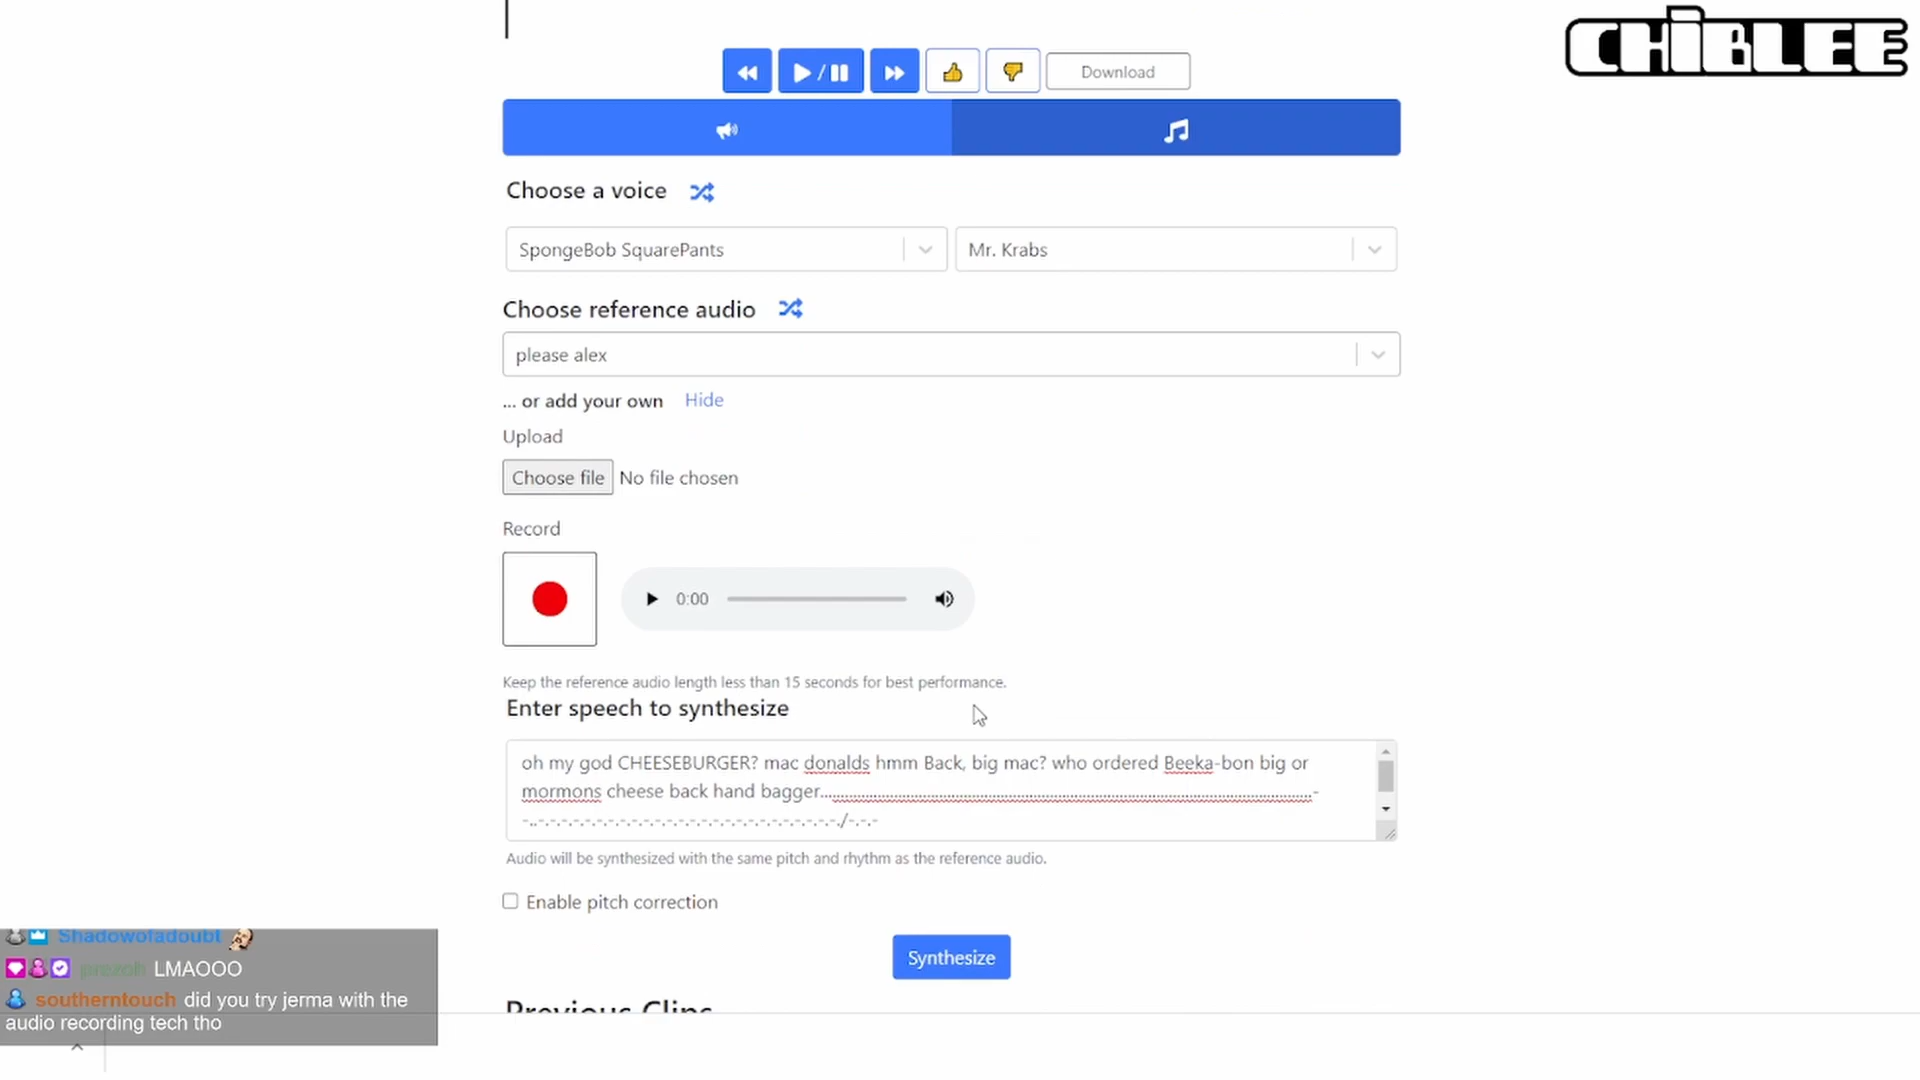 CHIBLEE
/
Download
Choose a voice
SpongeBob SquarePants
Mr. Krabs
Choose reference audio
please alex
... or add your own Hide
Upload
Choose file No file chosen
Record
0:00
Keep the reference audio length less than 15 seconds for best performance.
Enter speech to synthesize
oh my god CHEESEBURGER? mac donalds hmm Back, big mac? who ordered Beeka-bon big or
mormons cheese back hand bagger
Audio will be synthesized with the same pitch and rhythm as the reference audio.
Enable pitch correction
Synthesize
Previous Clips
Shadowofadoubt
LMAOOO
southerntouch did you try jerma with the
audio recording tech tho